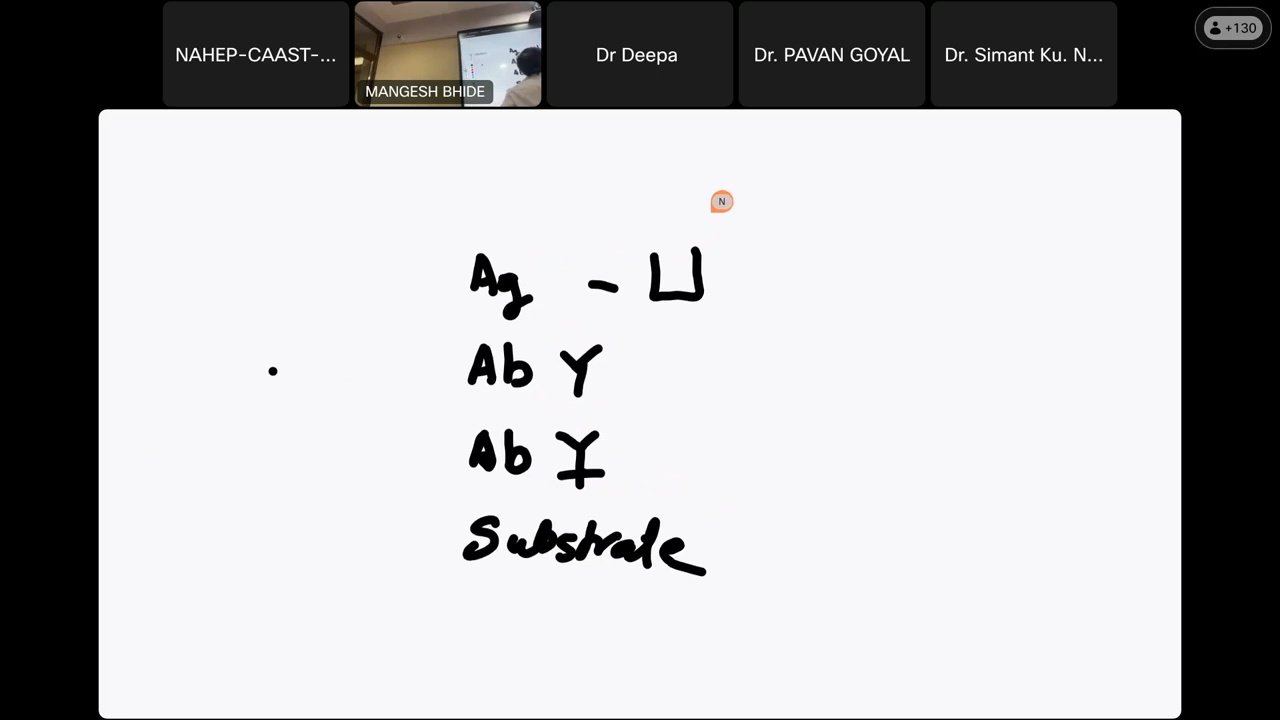 NAHEP-CAAST-...
MANGESH BHIDE
Dr Deepa
Dr. PAVAN GOYAL
Dr. Simant Ku. N...
+130
N
Ag -
Ab Y
Ab Y
Substrate